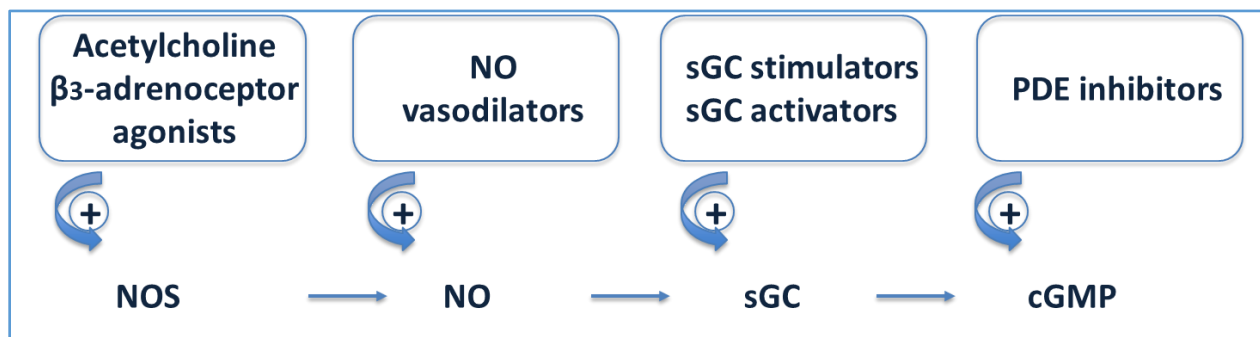 Acetylcholine
β3-adrenoceptor
agonists
NO
vasodilators
sGC stimulators
sGC activators
PDE inhibitors
+
+
+
+
NOS
NO
sGC
cGMP